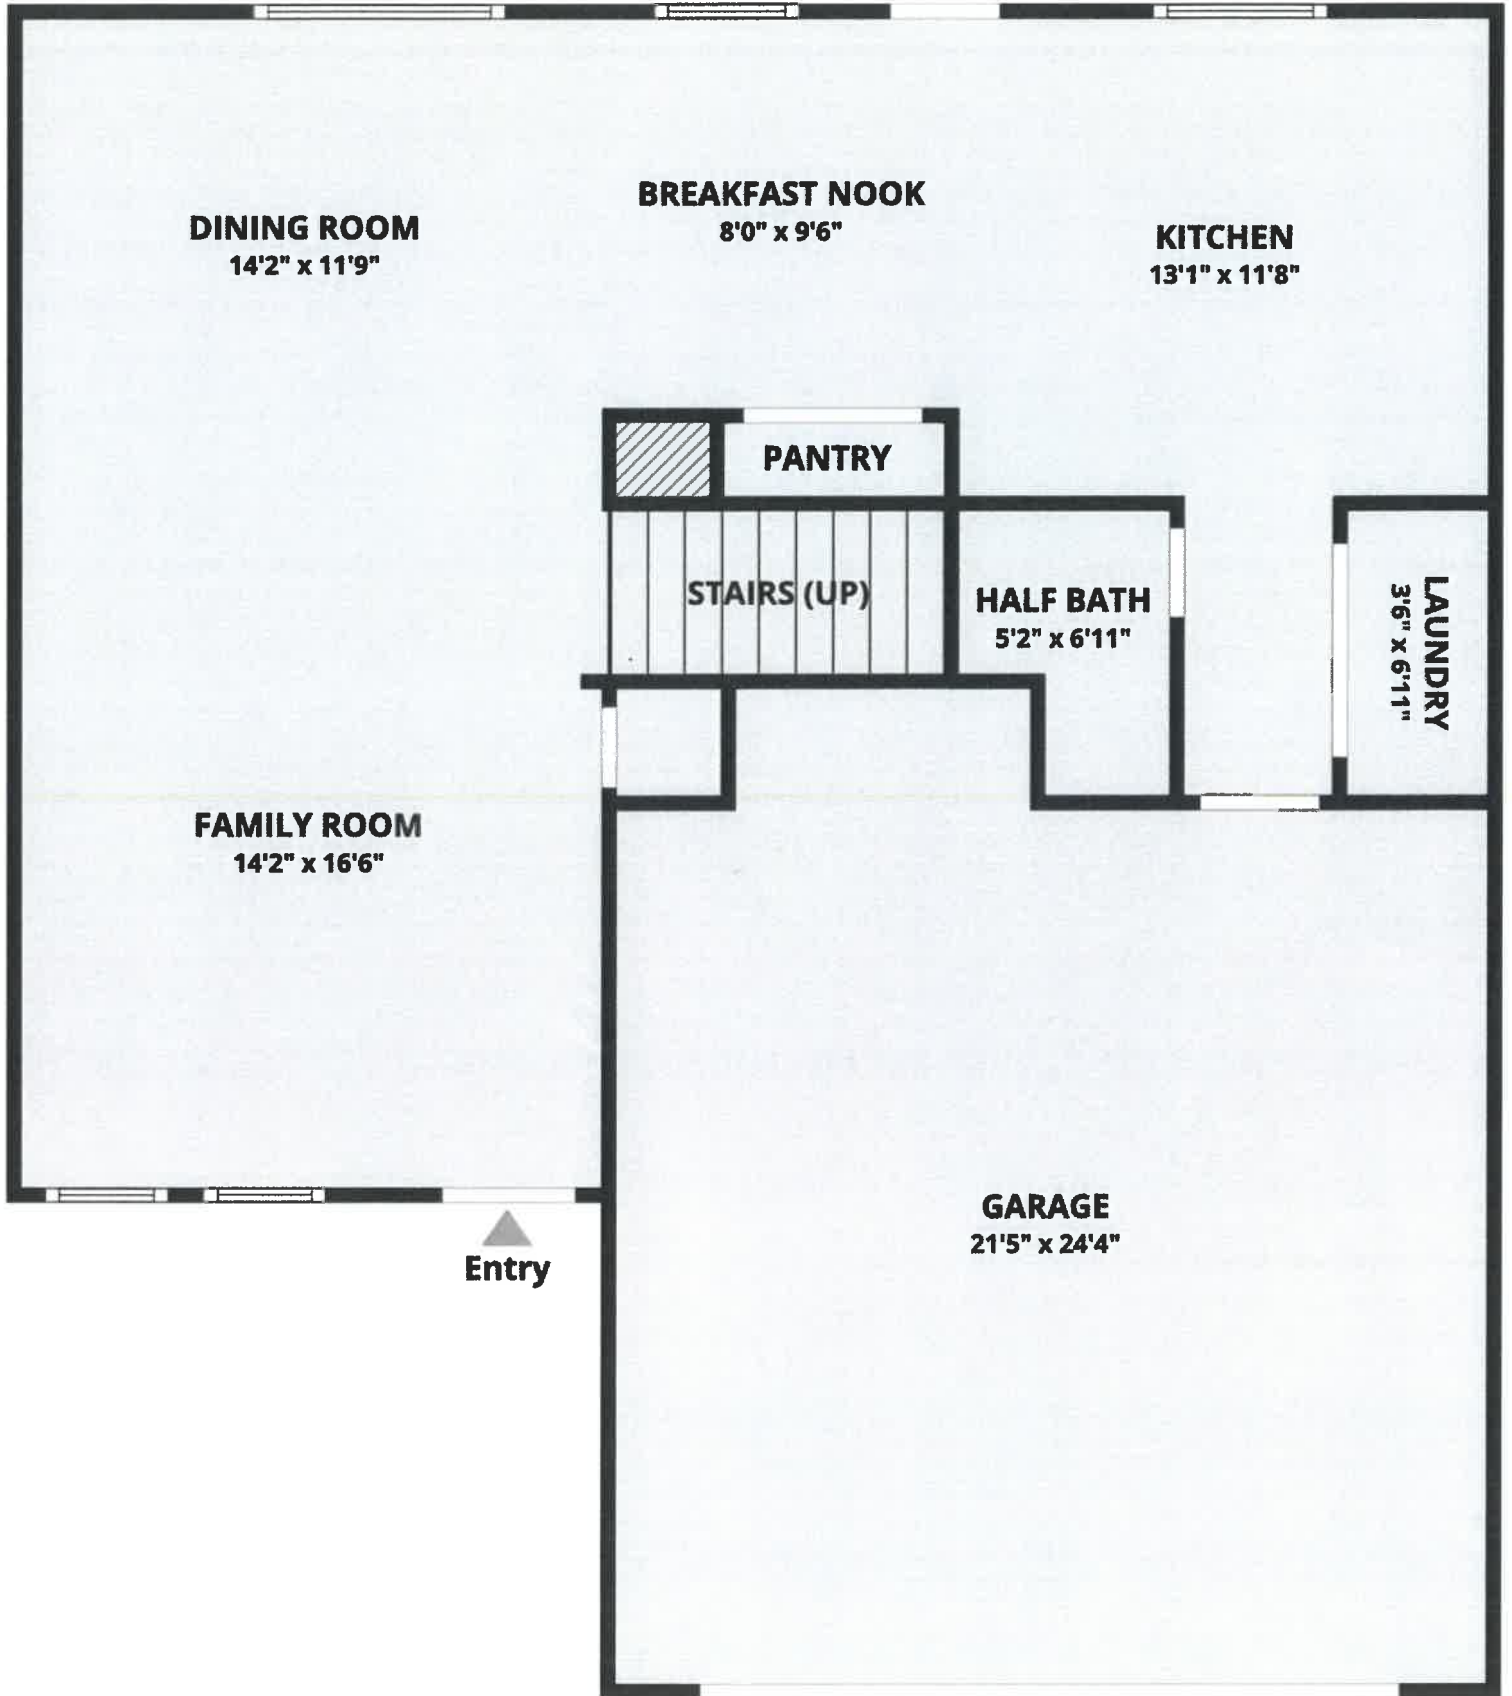 BREAKFAST NOOK
8'0" x 9'6"
DINING ROOM
14'2" x 11'9"
KITCHEN
13'1" x 11'8"
PANTRY
STAIRS (UP)
HALF BATH
5'2" x 6'11"
LAUNDRY
3'6" x 6'11"
FAMILY ROOM
14'2" x 16'6"
GARAGE
21'5" x 24'4"
Entry